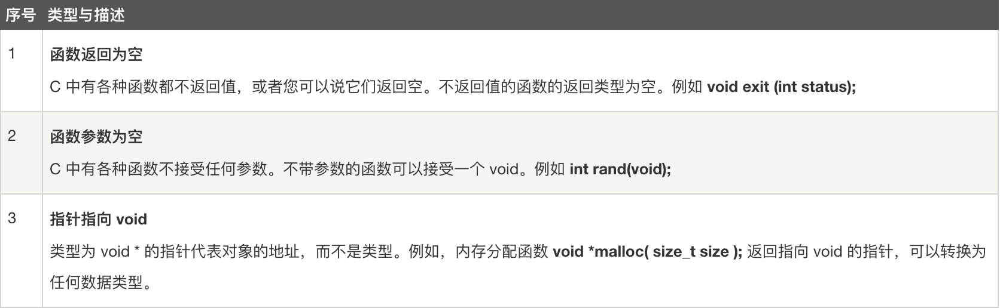 序号 类型与描述
1 函数返回为空
C 中有各种函数都不返回值，或者您可以说它们返回空。不返回值的函数的返回类型为空。例如 void exit (int status);
2 函数参数为空
C 中有各种函数不接受任何参数。不带参数的函数可以接受一个 void。例如 int rand(void);
3 指针指向 void
类型为 void * 的指针代表对象的地址，而不是类型。例如，内存分配函数 void *malloc( size_t size ); 返回指向 void 的指针，可以转换为
任何数据类型。